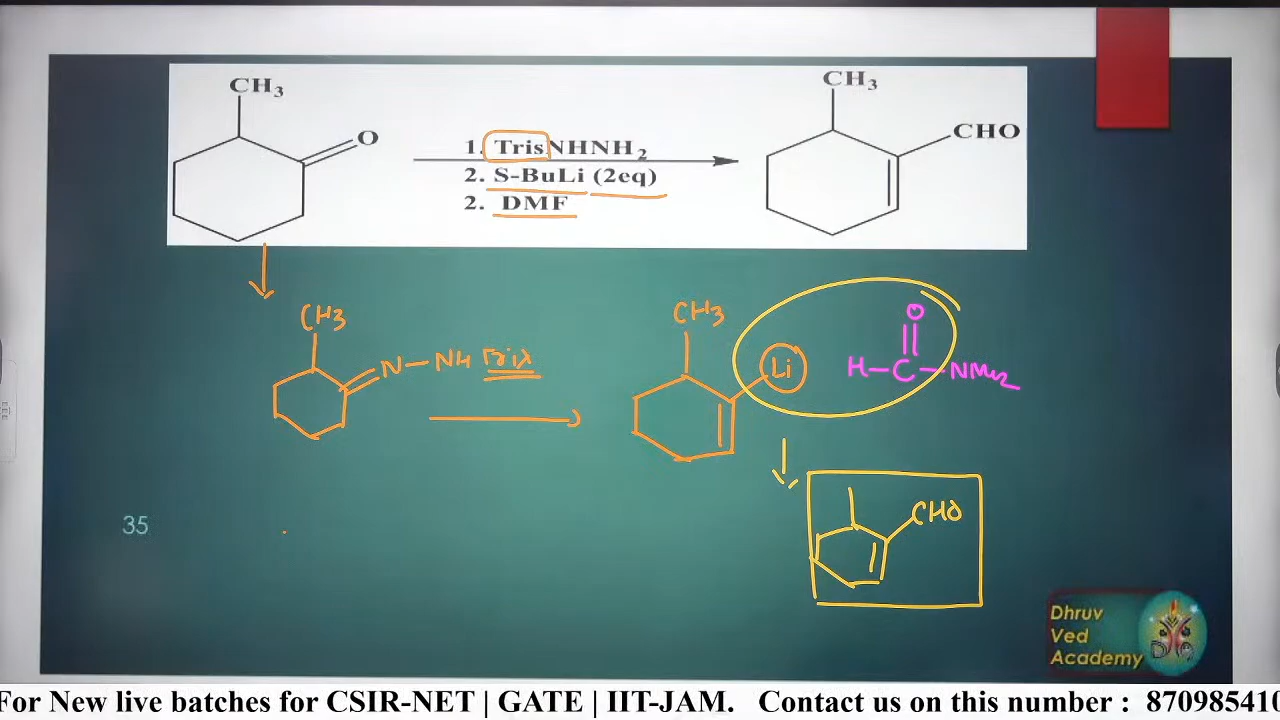 CH3
O
1. TrisNHNH2
2. S-BuLi (2eq)
2. DMF
CH3
CHO
CH3
N-NH Tris
CH3
Li
O
H-C-NMe2
CHO
35
Dhruv
Ved
Academy
For New live batches for CSIR-NET | GATE | IIT-JAM. Contact us on this number : 870985410